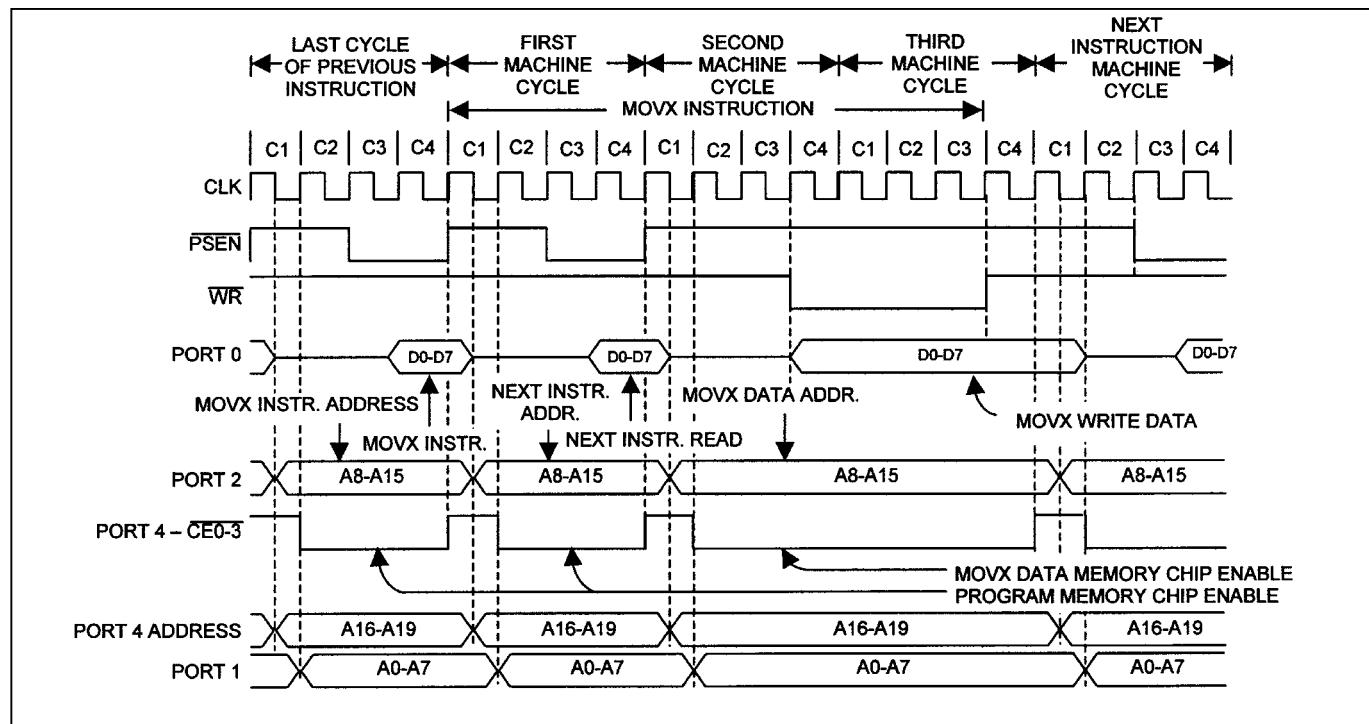 LAST CYCLE
OF PREVIOUS
INSTRUCTION
FIRST
MACHINE
CYCLE
SECOND
MACHINE
CYCLE
THIRD
MACHINE
CYCLE
NEXT
INSTRUCTION
MACHINE
CYCLE
MOVX INSTRUCTION
C1 C2 C3 C4 C1 C2 C3 C4 C1 C2 C3 C4 C1 C2 C3 C4 C1 C2 C3 C4
CLK
PSEN
WR
PORT 0 D0-D7 D0-D7 D0-D7 D0-D7
MOVX INSTR. ADDRESS
MOVX INSTR.
NEXT INSTR.
ADDR.
NEXT INSTR. READ
MOVX DATA ADDR.
MOVX WRITE DATA
PORT 2 A8-A15 A8-A15 A8-A15 A8-A15
PORT 4 – CE0-3
MOVX DATA MEMORY CHIP ENABLE
PROGRAM MEMORY CHIP ENABLE
PORT 4 ADDRESS A16-A19 A16-A19 A16-A19 A16-A19
PORT 1 A0-A7 A0-A7 A0-A7 A0-A7